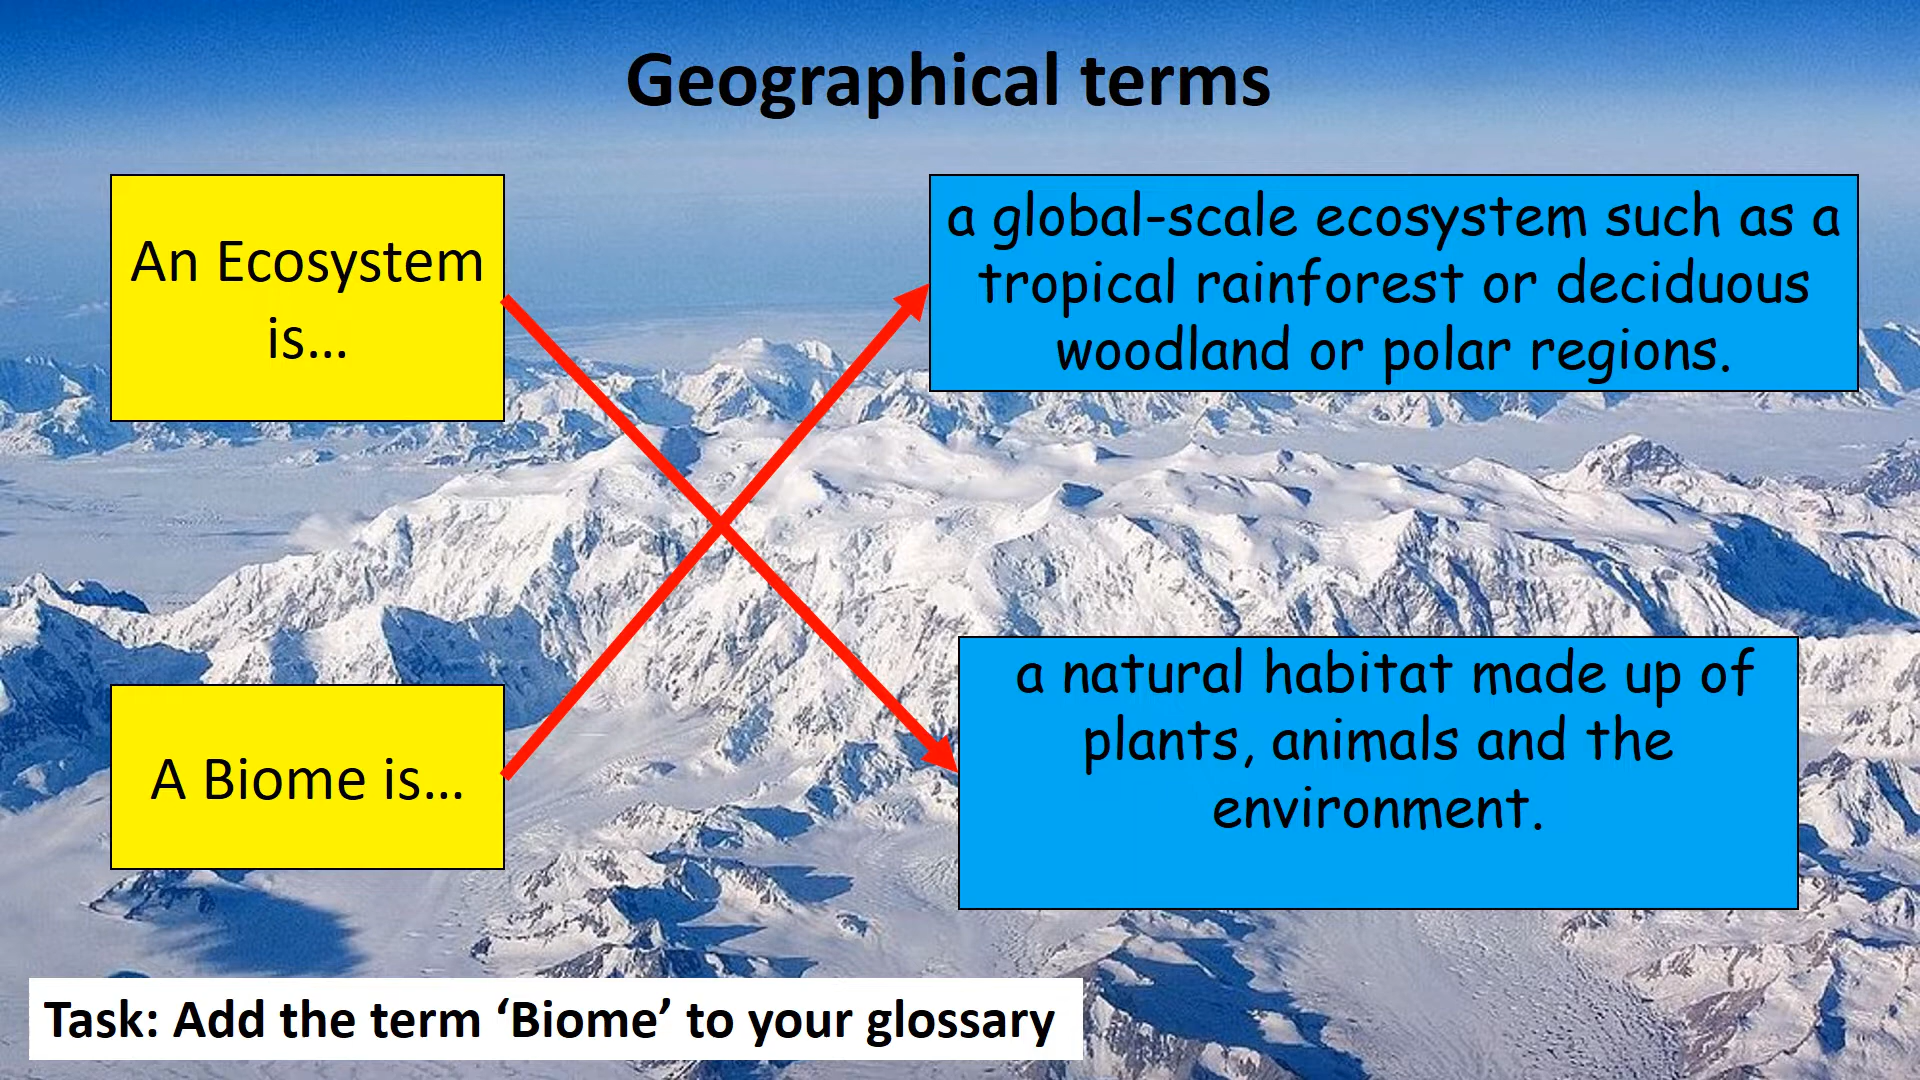 Geographical terms
An Ecosystem
is...
a global-scale ecosystem such as a
tropical rainforest or deciduous
woodland or polar regions.
A Biome is...
a natural habitat made up of
plants, animals and the
environment.
Task: Add the term ‘Biome’ to your glossary